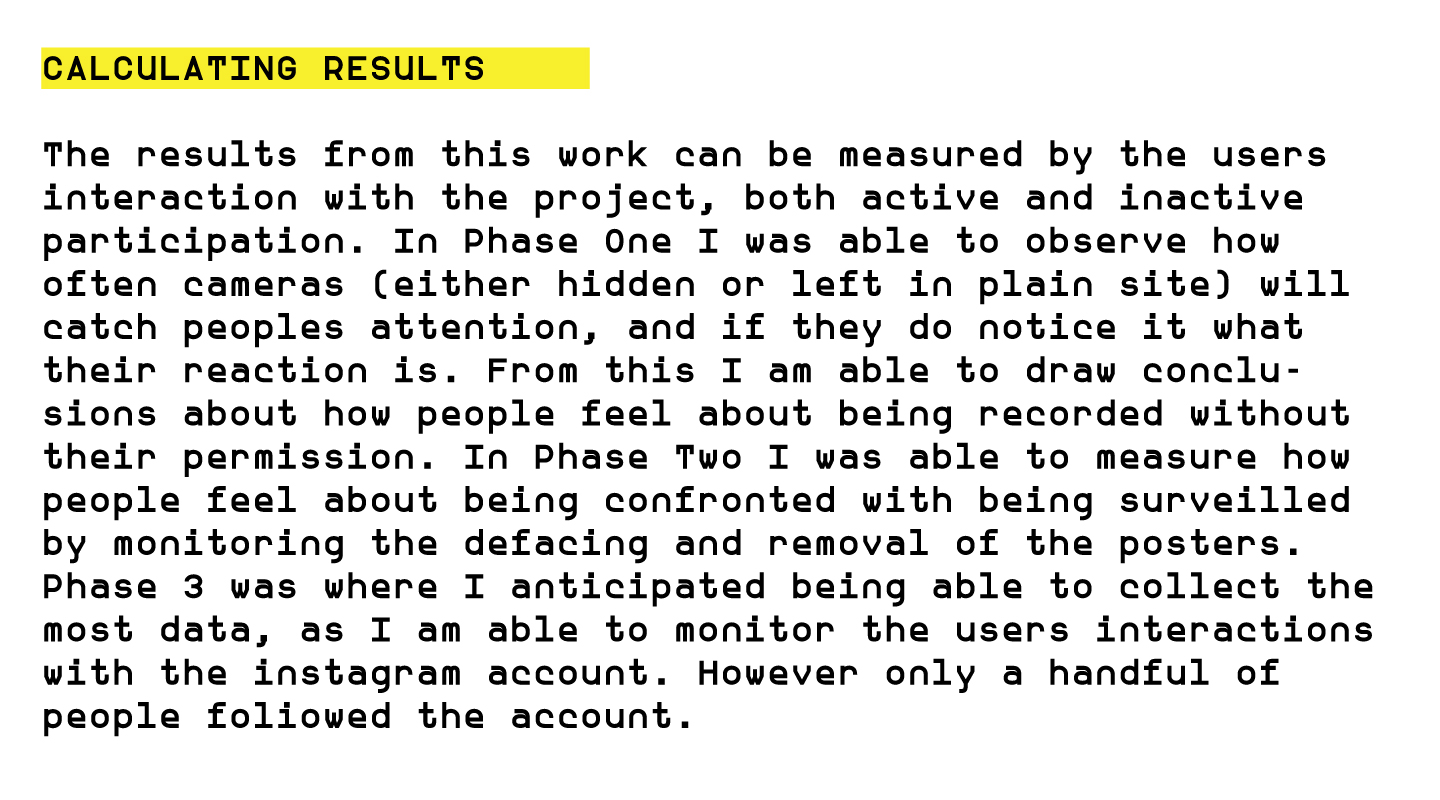 CALCULATING RESULTS
The results from this work can be measured by the users
interaction with the project, both active and inactive
participation. In Phase One I was able to observe how
often cameras (either hidden or left in plain site) will
catch peoples attention, and if they do notice it what
their reaction is. From this I am able to draw conclu-
sions about how people feel about being recorded without
their permission. In Phase Two I was able to measure how
people feel about being confronted with being surveilled
by monitoring the defacing and removal of the posters.
Phase 3 was where I anticipated being able to collect the
most data, as I am able to monitor the users interactions
with the instagram account. However only a handful of
people foliowed the account.